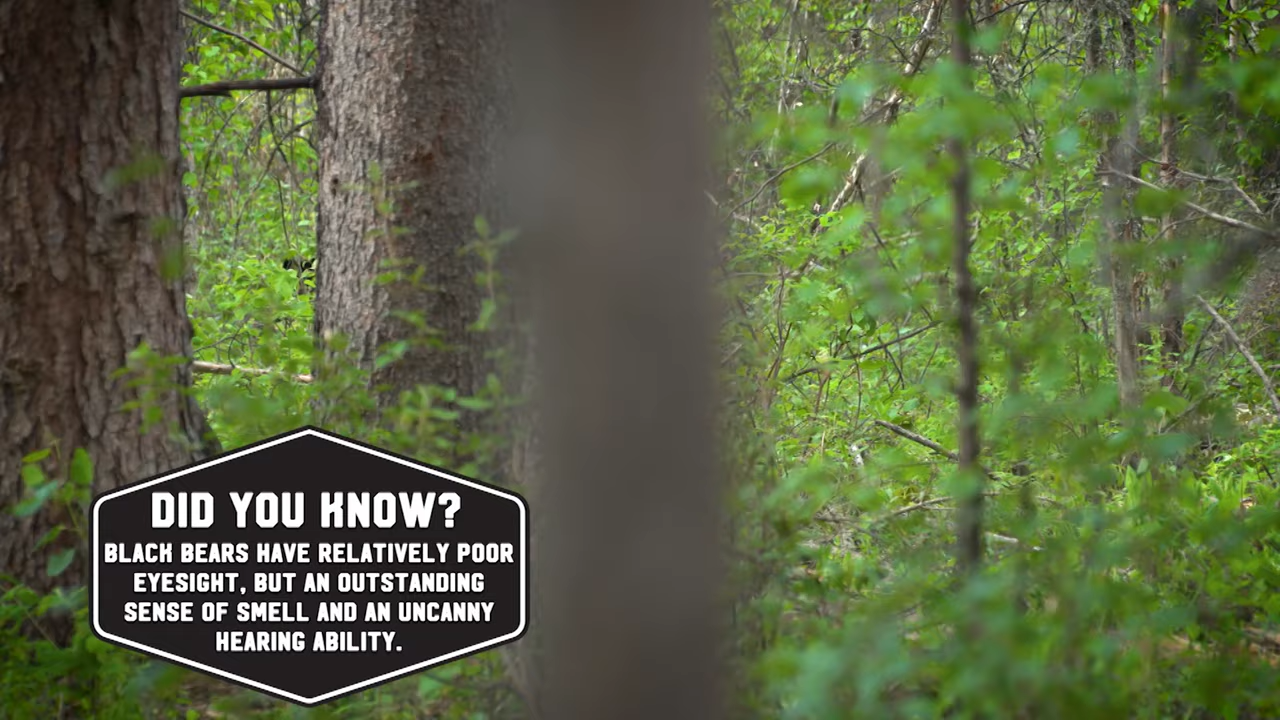 DID YOU KNOW?
BLACK BEARS HAVE RELATIVELY POOR
EYESIGHT, BUT AN OUTSTANDING
SENSE OF SMELL AND AN UNCANNY
HEARING ABILITY.